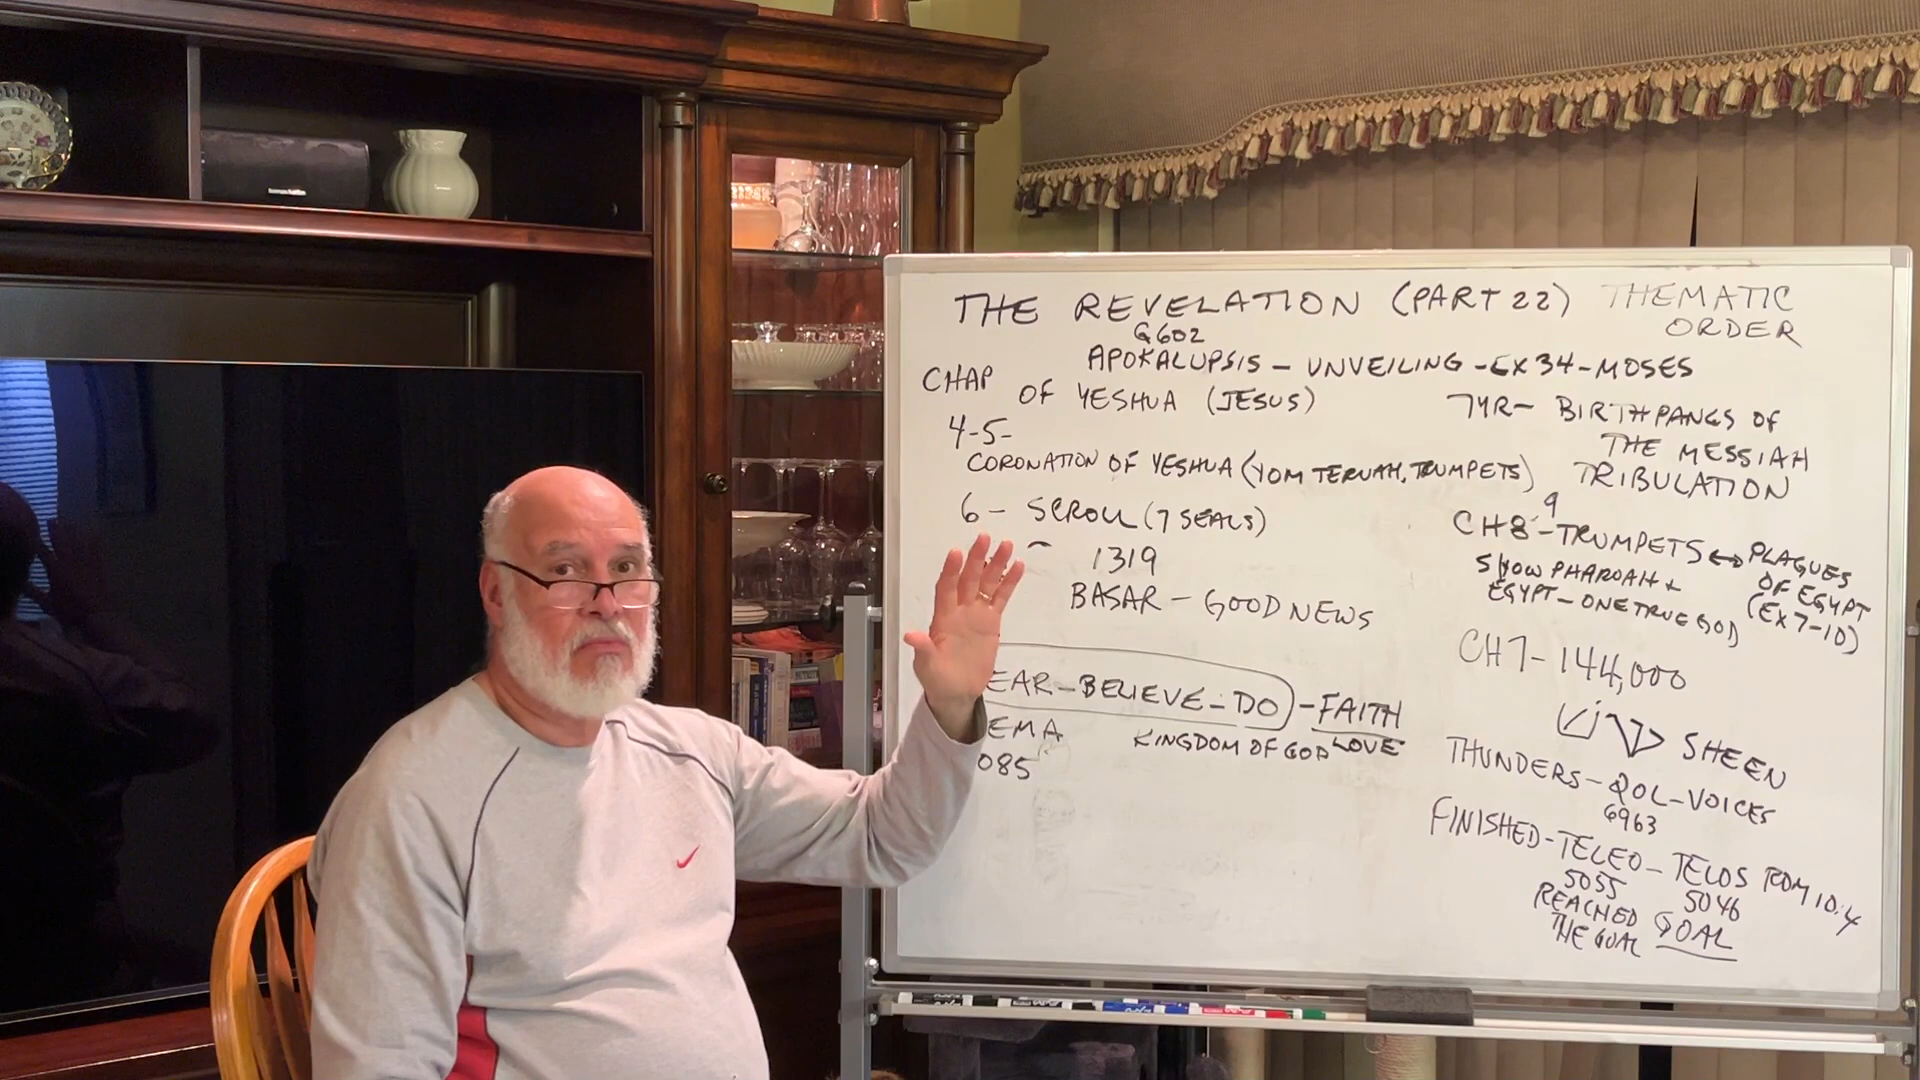 THE REVELATION (PART 22) THEMATIC ORDER
G602
APOKALUPSIS - UNVEILING - EX 34 - MOSES
CHAP
OF YESHUA (JESUS)
4-5-
CORONATION OF YESHUA (YOM TERUAH, TRUMPETS)
6 - SCROLL (7 SEALS)
1319
BASAR - GOOD NEWS
EAR - BELIEVE - DO - FAITH
EMA
KINGDOM OF GOD LOVE
085
7YR - BIRTHPANGS OF
THE MESSIAH
TRIBULATION
9
CH 8 - TRUMPETS ↔ PLAGUES
OF EGYPT
(EX 7-10)
SHOW PHAROAH +
EGYPT - ONE TRUE GOD
CH 7 - 144,000
SHEEN
THUNDERS - QOL - VOICES
6963
FINISHED - TELEO - TELOS ROM 10:4
5055 5046
REACHED
THE GOAL GOAL